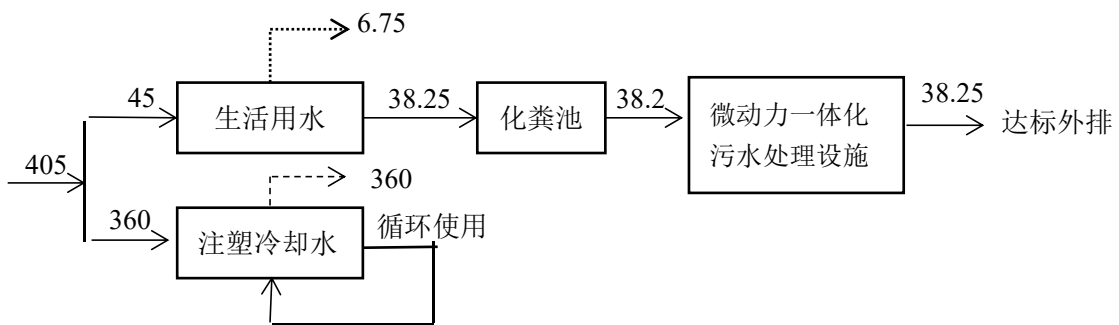 6.75
45
生活用水
38.25
化粪池
38.2
微动力一体化
污水处理设施
38.25
达标外排
405
360
360
注塑冷却水
循环使用